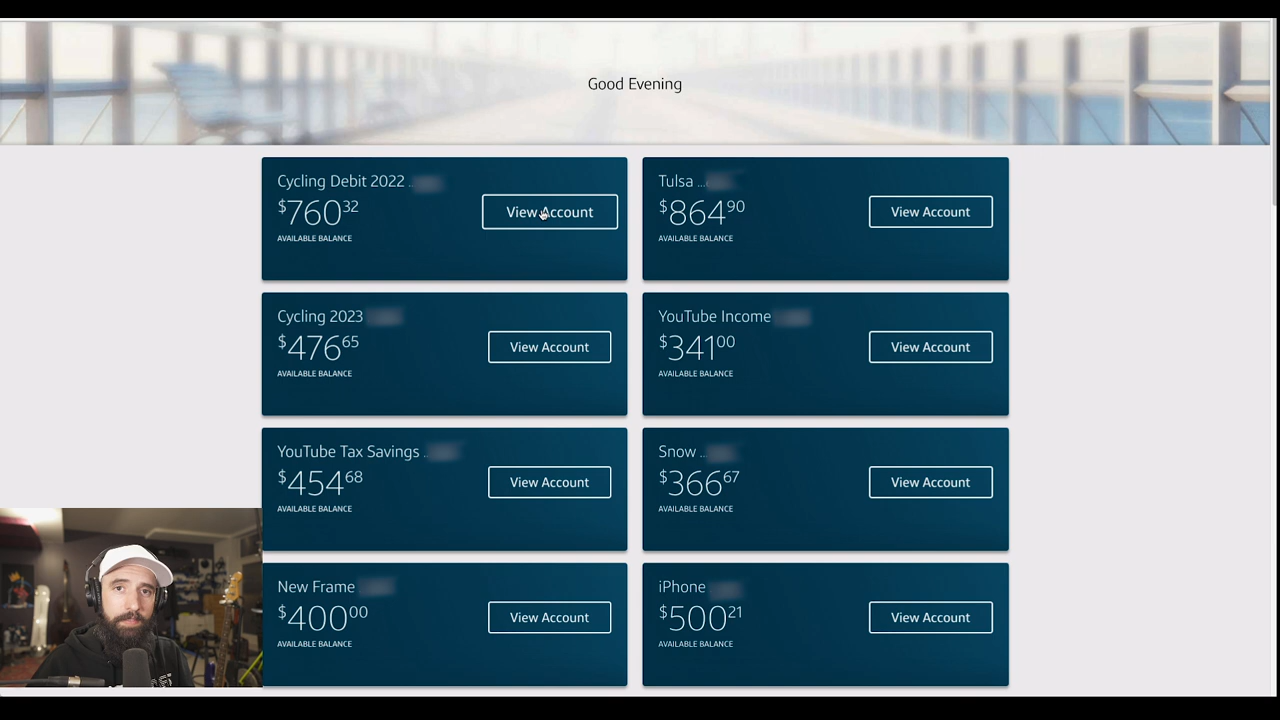 Good Evening
Cycling Debit 2022 ..
$760 32
View Account
AVAILABLE BALANCE
Tulsa ...
$864 90
View Account
AVAILABLE BALANCE
Cycling 2023
$476 65
View Account
AVAILABLE BALANCE
YouTube Income
$341 00
View Account
AVAILABLE BALANCE
YouTube Tax Savings ..
$454 68
View Account
AVAILABLE BALANCE
Snow ..
$366 67
View Account
AVAILABLE BALANCE
New Frame
$400 00
View Account
AVAILABLE BALANCE
iPhone
$500 21
View Account
AVAILABLE BALANCE